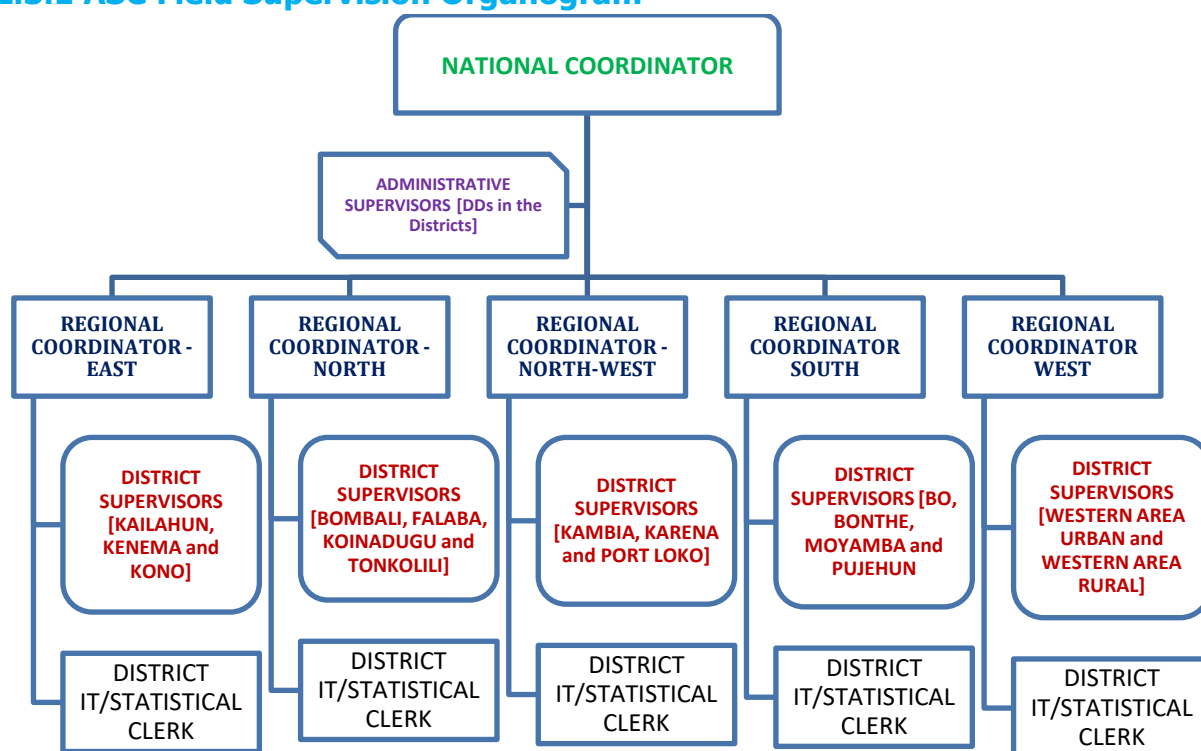 ASC Field Supervision Organogram
NATIONAL COORDINATOR
ADMINISTRATIVE
SUPERVISORS [DDs in the
Districts]
REGIONAL
COORDINATOR -
EAST
REGIONAL
COORDINATOR -
NORTH
REGIONAL
COORDINATOR -
NORTH-WEST
REGIONAL
COORDINATOR
SOUTH
REGIONAL
COORDINATOR
WEST
DISTRICT
SUPERVISORS
[KAILAHUN,
KENEMA and
KONO]
DISTRICT
SUPERVISORS
[BOMBALI, FALABA,
KOINADUGU and
TONKOLILI]
DISTRICT
SUPERVISORS
[KAMBIA, KARENA
and PORT LOKO]
DISTRICT
SUPERVISORS [BO,
BONTHE,
MOYAMBA and
PUJEHUN
DISTRICT
SUPERVISORS
[WESTERN AREA
URBAN and
WESTERN AREA
RURAL]
DISTRICT
IT/STATISTICAL
CLERK
DISTRICT
IT/STATISTICAL
CLERK
DISTRICT
IT/STATISTICAL
CLERK
DISTRICT
IT/STATISTICAL
CLERK
DISTRICT
IT/STATISTICAL
CLERK